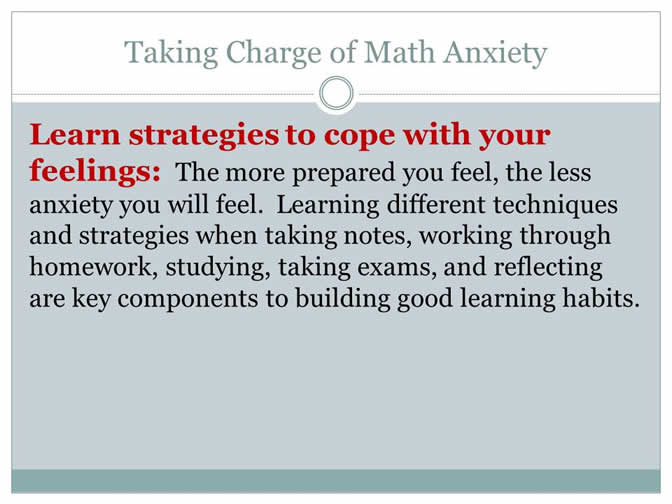 Taking Charge of Math Anxiety
Learn strategies to cope with your
feelings:  The more prepared you feel, the less
anxiety you will feel.  Learning different techniques
and strategies when taking notes, working through
homework, studying, taking exams, and reflecting
are key components to building good learning habits.